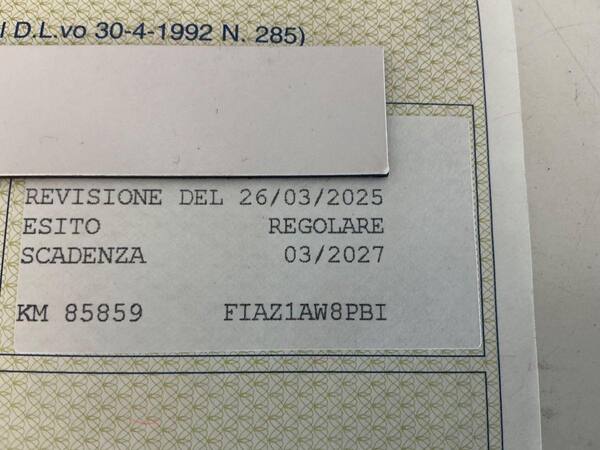 D.L.vo 30-4-1992 N. 285)
REVISIONE DEL 26/03/2025
ESITO REGOLARE
SCADENZA 03/2027
KM 85859 FIAZ1AW8PBI